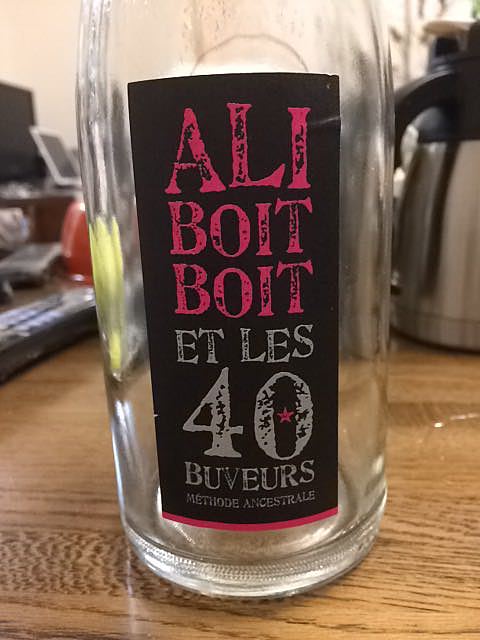 ALI
BOIT
BOIT
ET LES
40
BUVEURS
MÉTHODE ANCESTRALE